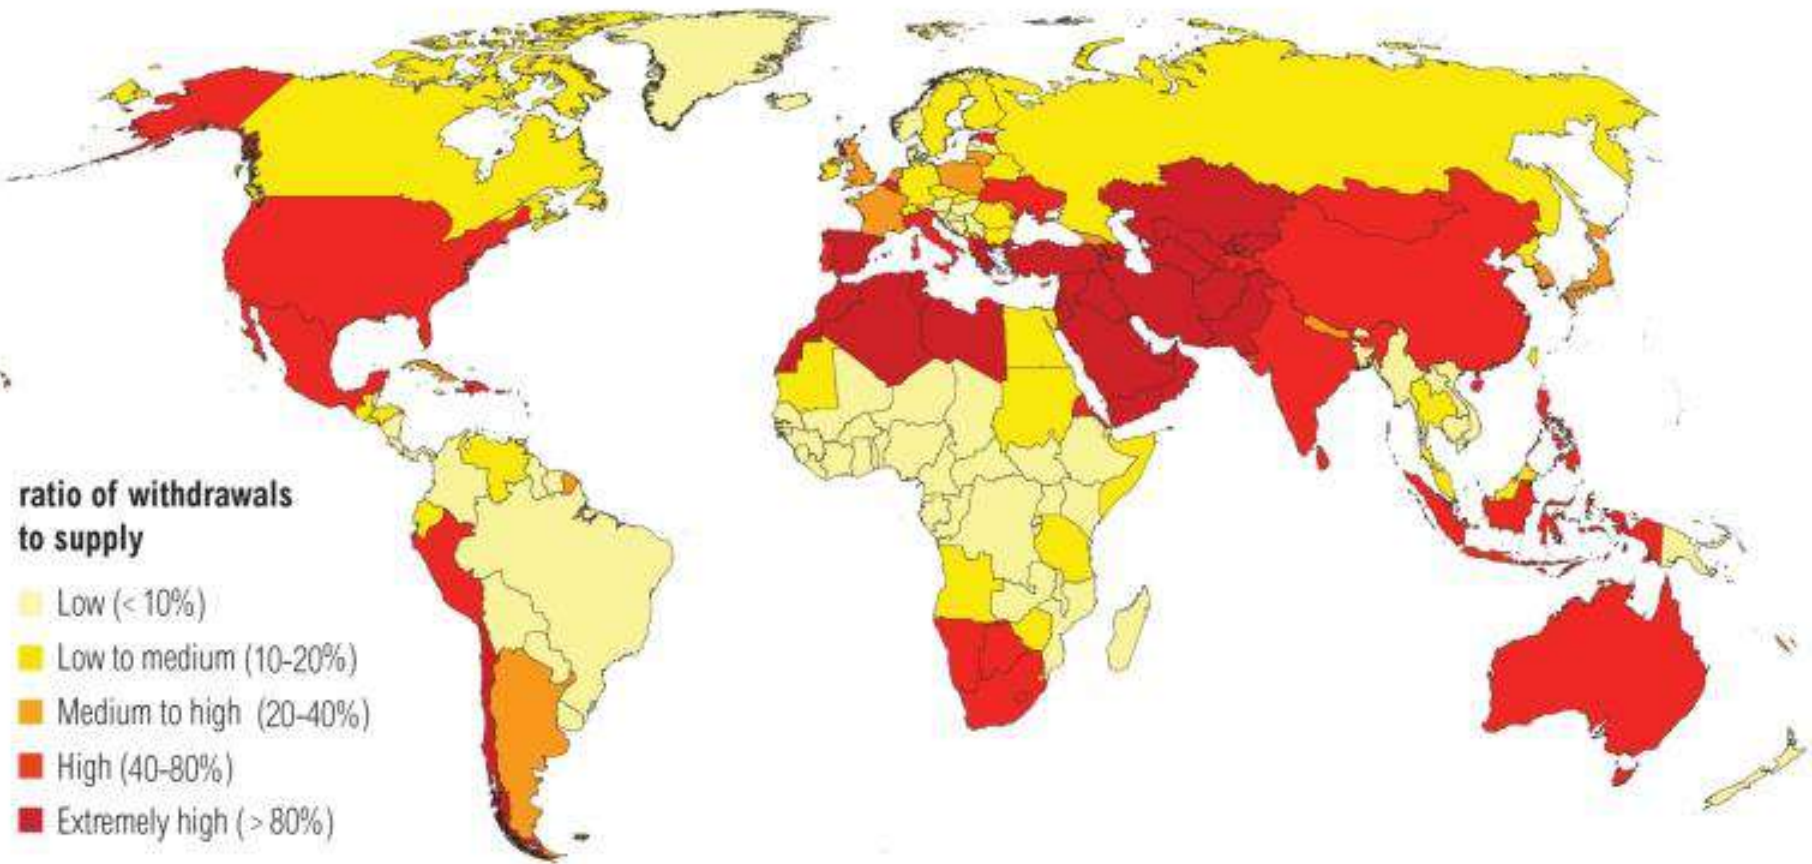 ratio of withdrawals
to supply
Low (< 10%)
Low to medium (10-20%)
Medium to high (20-40%)
High (40-80%)
Extremely high (> 80%)